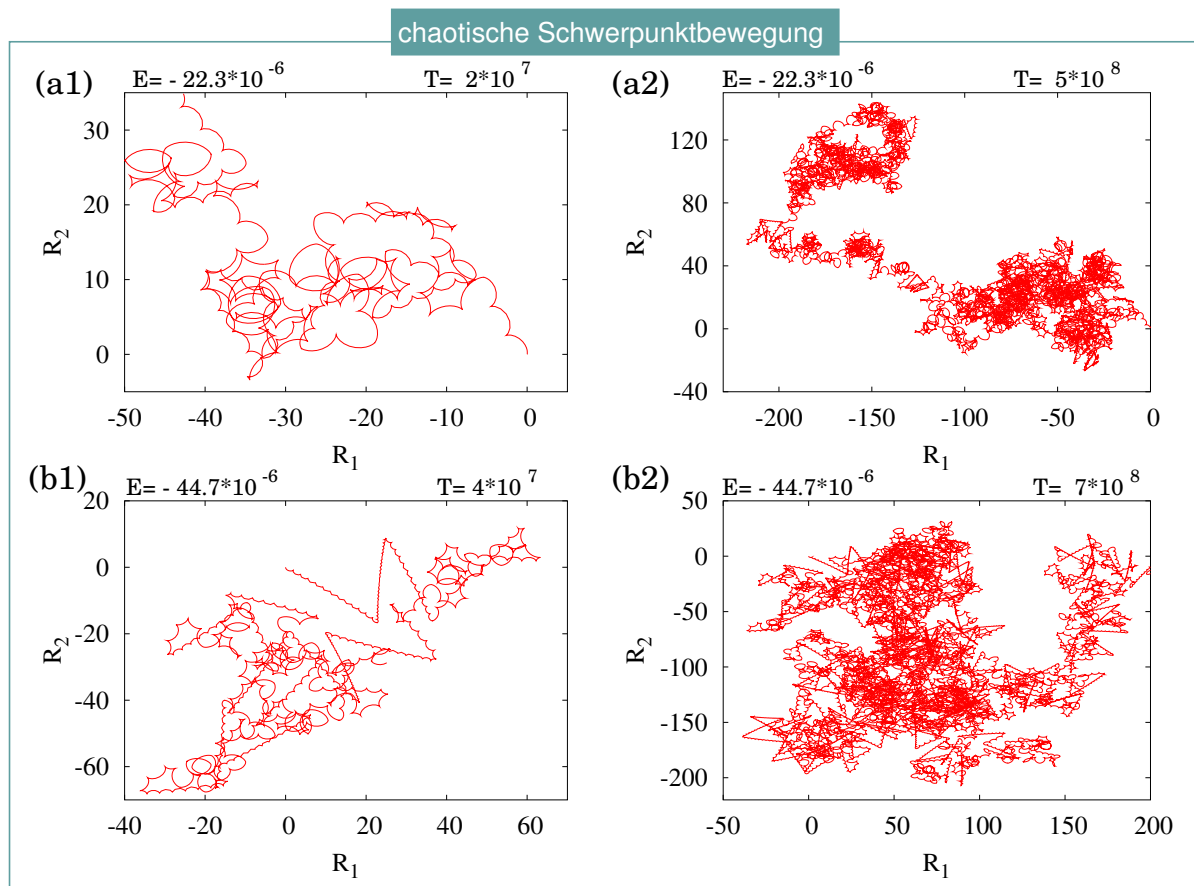 chaotische Schwerpunktbewegung
(a1) E= - 22.3*10 -6 T= 2*10 7
30
20
10
0
R2
-50 -40 -30 -20 -10 0
R1
(a2) E= - 22.3*10 -6 T= 5*10 8
120
80
40
0
-40
R2
-200 -150 -100 -50 0
R1
(b1) E= - 44.7*10 -6 T= 4*10 7
20
0
-20
-40
-60
R2
-40 -20 0 20 40 60
R1
(b2) E= - 44.7*10 -6 T= 7*10 8
50
0
-50
-100
-150
-200
R2
-50 0 50 100 150 200
R1